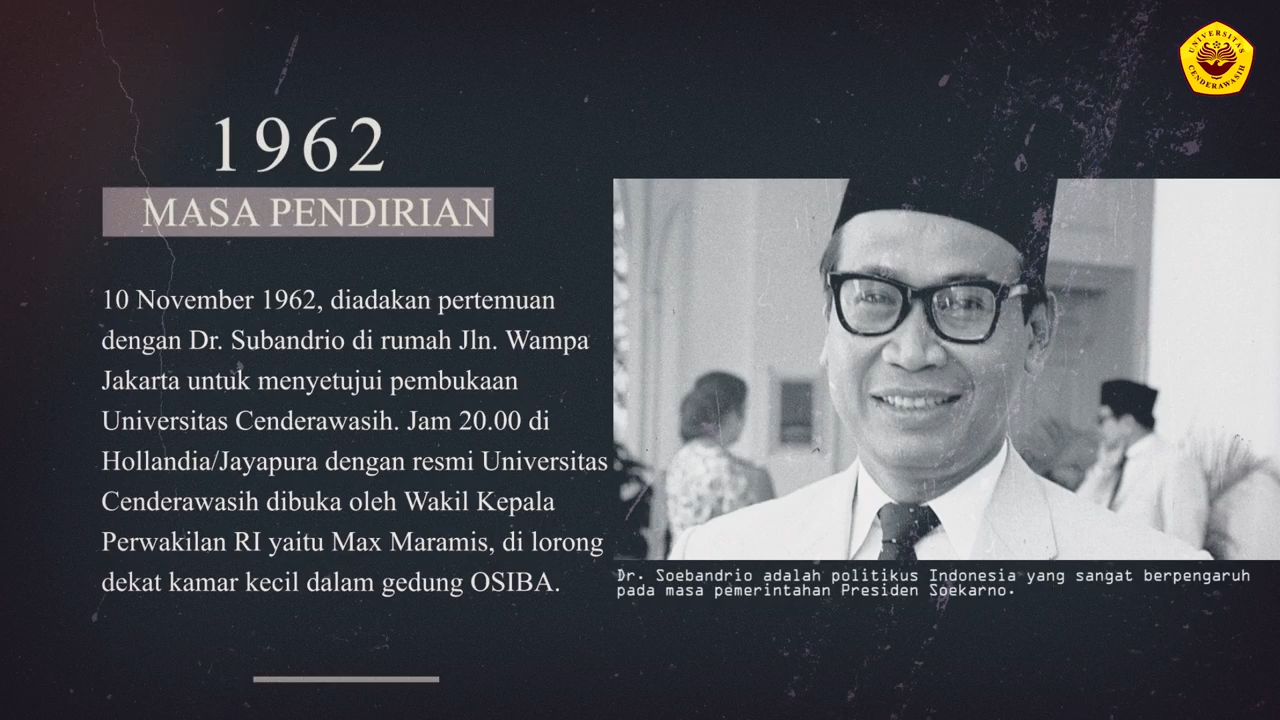 UNIVERSITAS
CENDERAWASIH
1962
MASA PENDIRIAN
10 November 1962, diadakan pertemuan
dengan Dr. Subandrio di rumah Jln. Wampa
Jakarta untuk menyetujui pembukaan
Universitas Cenderawasih. Jam 20.00 di
Hollandia/Jayapura dengan resmi Universitas
Cenderawasih dibuka oleh Wakil Kepala
Perwakilan RI yaitu Max Maramis, di lorong
dekat kamar kecil dalam gedung OSIBA.
Dr. Soebandrio adalah politikus Indonesia yang sangat berpengaruh
pada masa pemerintahan Presiden Soekarno.